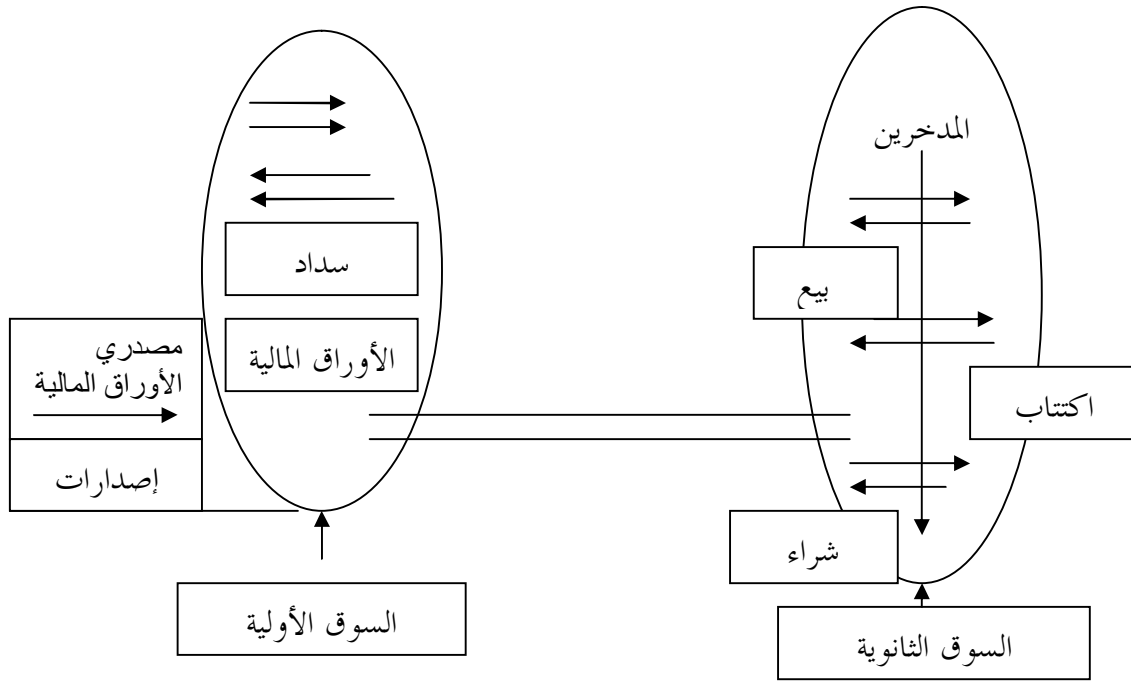 المدخرين
سداد
بيع
مصدري
الأوراق المالية
الأوراق المالية
اكتتاب
إصدارات
شراء
السوق الأولية
السوق الثانوية